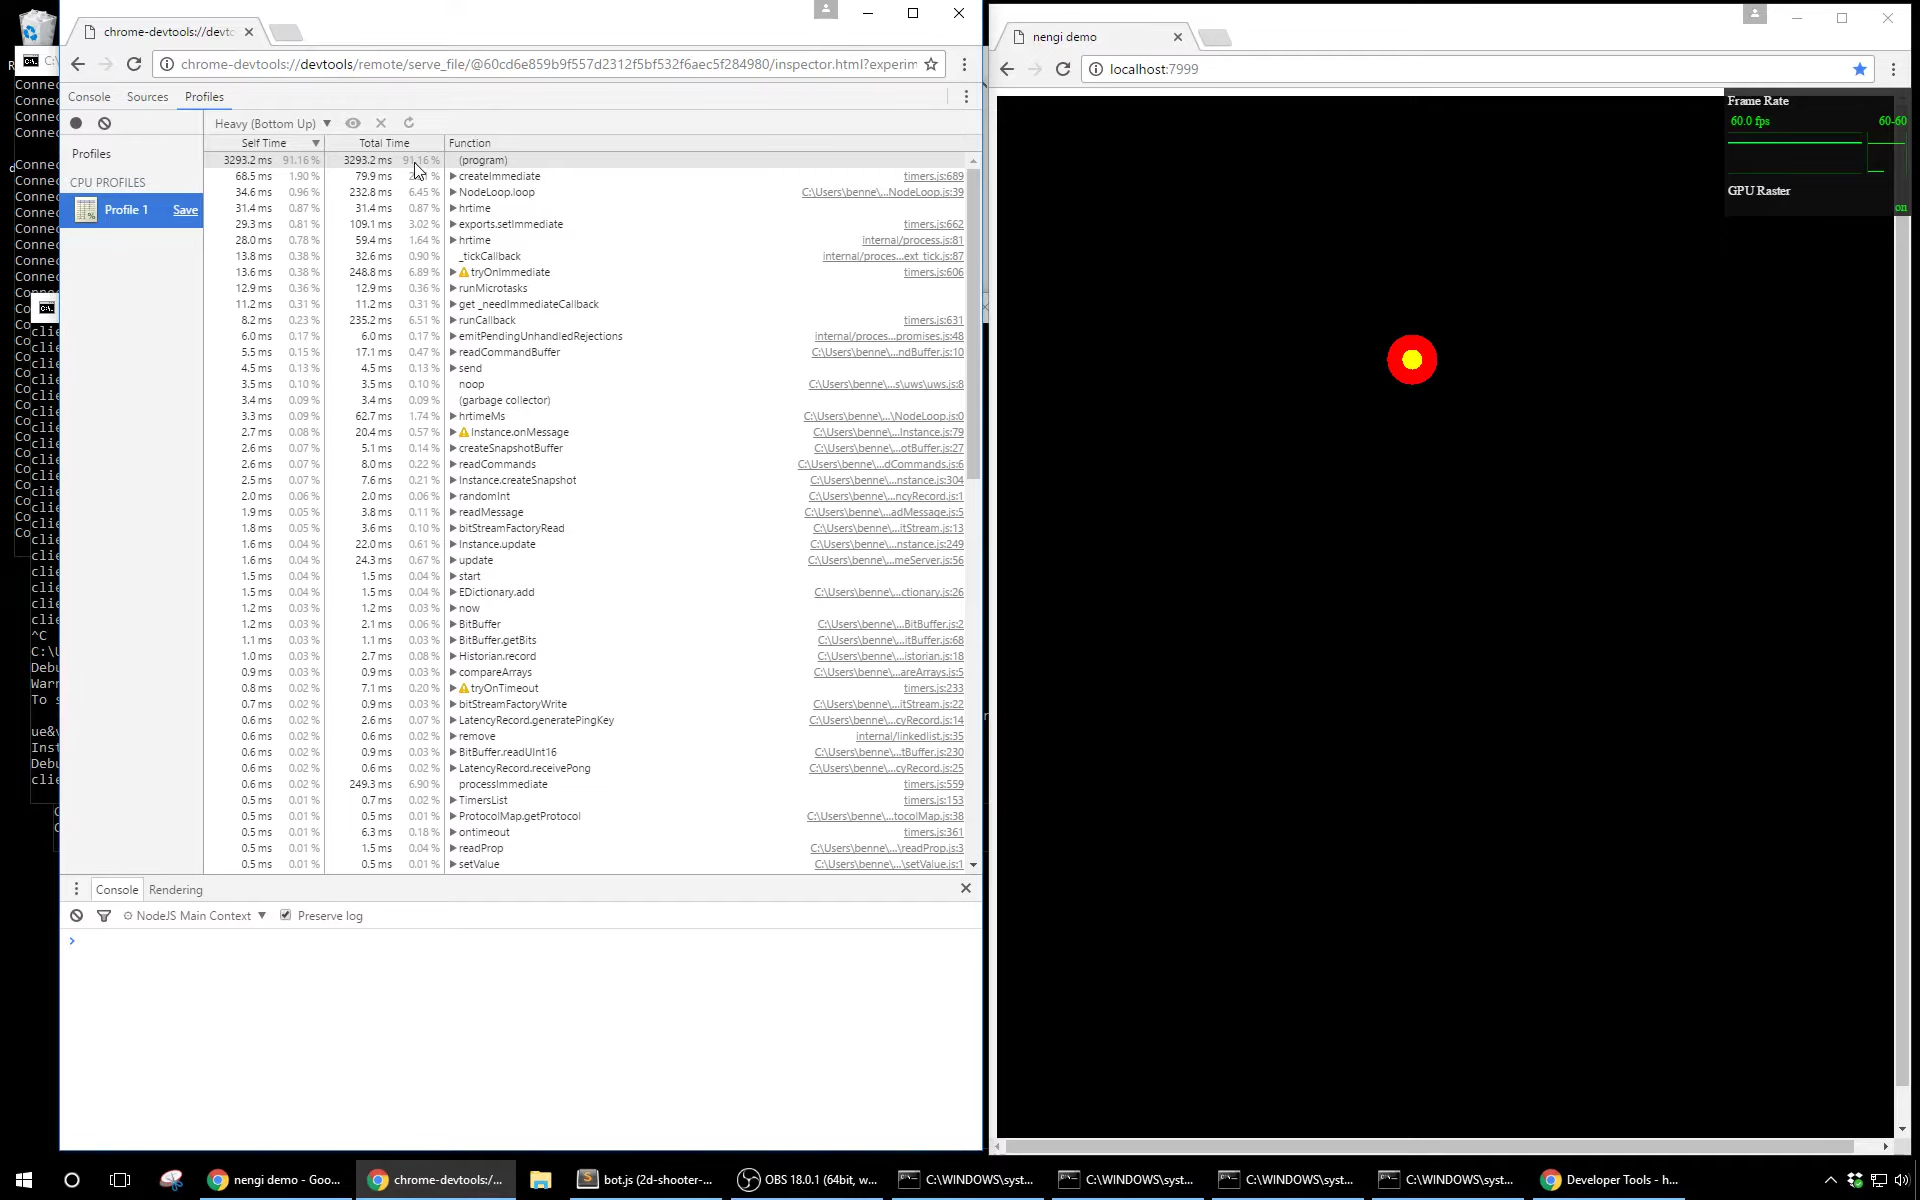 chrome-devtools://devto
chrome-devtools://devtools/remote/serve_file/@60cd6e859b9f557d2312f5bf532f6aec5f284980/inspector.html?experim
Console Sources Profiles
Heavy (Bottom Up)
Profiles
CPU PROFILES
Profile 1 Save
Self Time Total Time Function
3293.2 ms 91.16 % 3293.2 ms 91.16 % (program)
68.5 ms 1.90 % 79.9 ms createImmediate timers.js:689
34.6 ms 0.96 % 232.8 ms 6.45 % NodeLoop.loop C:\Users\benne\...NodeLoop.js:39
31.4 ms 0.87 % 31.4 ms 0.87 % hrtime
29.3 ms 0.81 % 109.1 ms 3.02 % exports.setImmediate timers.js:662
28.0 ms 0.78 % 59.4 ms 1.64 % hrtime internal/process.js:81
13.8 ms 0.38 % 32.6 ms 0.90 % _tickCallback internal/proces...ext_tick.js:87
13.6 ms 0.38 % 248.8 ms 6.89 % tryOnImmediate timers.js:606
12.9 ms 0.36 % 12.9 ms 0.36 % runMicrotasks
11.2 ms 0.31 % 11.2 ms 0.31 % get _needImmediateCallback
8.2 ms 0.23 % 235.2 ms 6.51 % runCallback timers.js:631
6.0 ms 0.17 % 6.0 ms 0.17 % emitPendingUnhandledRejections internal/proces...promises.js:48
5.5 ms 0.15 % 17.1 ms 0.47 % readCommandBuffer C:\Users\benne\...ndBuffer.js:10
4.5 ms 0.13 % 4.5 ms 0.13 % send
3.5 ms 0.10 % 3.5 ms 0.10 % noop C:\Users\benne\...s\uws\uws.js:8
3.4 ms 0.09 % 3.4 ms 0.09 % (garbage collector)
3.3 ms 0.09 % 62.7 ms 1.74 % hrtimeMs C:\Users\benne\...\NodeLoop.js:0
2.7 ms 0.08 % 20.4 ms 0.57 % Instance.onMessage C:\Users\benne\...Instance.js:79
2.6 ms 0.07 % 5.1 ms 0.14 % createSnapshotBuffer C:\Users\benne\...otBuffer.js:27
2.6 ms 0.07 % 8.0 ms 0.22 % readCommands C:\Users\benne\...dCommands.js:6
2.5 ms 0.07 % 7.6 ms 0.21 % Instance.createSnapshot C:\Users\benne\...nstance.js:304
2.0 ms 0.06 % 2.0 ms 0.06 % randomInt C:\Users\benne\...ncyRecord.js:1
1.9 ms 0.05 % 3.8 ms 0.11 % readMessage C:\Users\benne\...adMessage.js:5
1.8 ms 0.05 % 3.6 ms 0.10 % bitStreamFactoryRead C:\Users\benne\...itStream.js:13
1.6 ms 0.04 % 22.0 ms 0.61 % Instance.update C:\Users\benne\...nstance.js:249
1.6 ms 0.04 % 24.3 ms 0.67 % update C:\Users\benne\...meServer.js:56
1.5 ms 0.04 % 1.5 ms 0.04 % start
1.5 ms 0.04 % 1.5 ms 0.04 % EDictionary.add C:\Users\benne\...ctionary.js:26
1.2 ms 0.03 % 1.2 ms 0.03 % now
1.2 ms 0.03 % 2.1 ms 0.06 % BitBuffer C:\Users\benne\...BitBuffer.js:2
1.1 ms 0.03 % 1.1 ms 0.03 % BitBuffer.getBits C:\Users\benne\...itBuffer.js:68
1.0 ms 0.03 % 2.7 ms 0.08 % Historian.record C:\Users\benne\...istorian.js:18
0.9 ms 0.03 % 0.9 ms 0.03 % compareArrays C:\Users\benne\...areArrays.js:5
0.8 ms 0.02 % 7.1 ms 0.20 % tryOnTimeout timers.js:233
0.7 ms 0.02 % 0.9 ms 0.03 % bitStreamFactoryWrite C:\Users\benne\...itStream.js:22
0.6 ms 0.02 % 2.6 ms 0.07 % LatencyRecord.generatePingKey C:\Users\benne\...cyRecord.js:14
0.6 ms 0.02 % 0.6 ms 0.02 % remove internal/linkedlist.js:35
0.6 ms 0.02 % 0.9 ms 0.03 % BitBuffer.readUInt16 C:\Users\benne\...tBuffer.js:230
0.6 ms 0.02 % 0.6 ms 0.02 % LatencyRecord.receivePong C:\Users\benne\...cyRecord.js:25
0.6 ms 0.02 % 249.3 ms 6.90 % processImmediate timers.js:559
0.5 ms 0.01 % 0.7 ms 0.02 % TimersList timers.js:153
0.5 ms 0.01 % 0.5 ms 0.01 % ProtocolMap.getProtocol C:\Users\benne\...tocolMap.js:38
0.5 ms 0.01 % 6.3 ms 0.18 % ontimeout timers.js:361
0.5 ms 0.01 % 1.5 ms 0.04 % readProp C:\Users\benne\...\readProp.js:3
0.5 ms 0.01 % 0.5 ms 0.01 % setValue C:\Users\benne\...\setValue.js:1
Console Rendering
NodeJS Main Context Preserve log
>
nengi demo
localhost:7999
Frame Rate
60.0 fps 60-60
GPU Raster
on
nengi demo - Goo... chrome-devtools:/... bot.js (2d-shooter-... OBS 18.0.1 (64bit, w... C:\WINDOWS\syst... C:\WINDOWS\syst... C:\WINDOWS\syst... C:\WINDOWS\syst... Developer Tools - h...